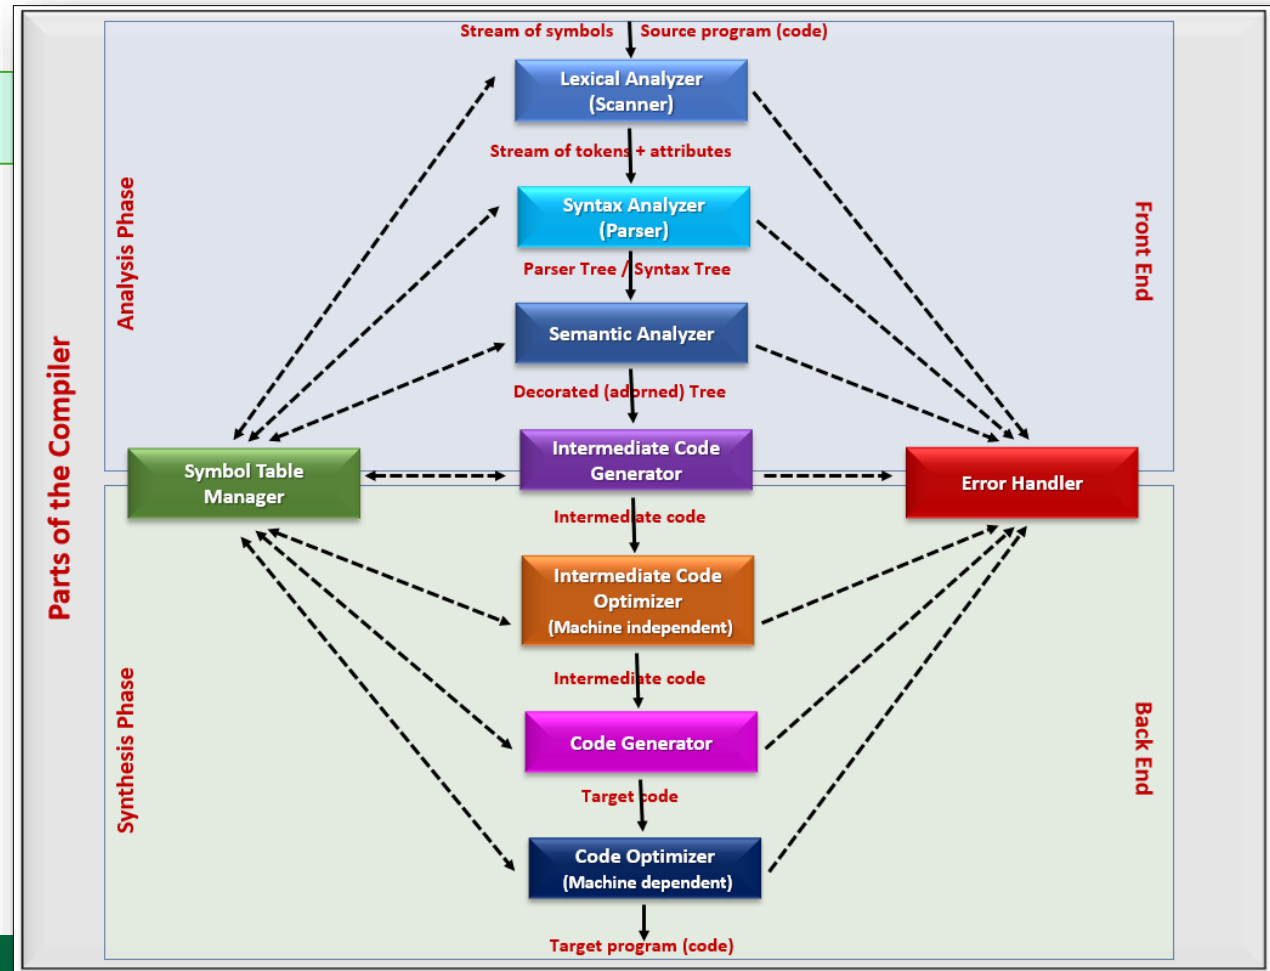 Stream of symbols
Source program (code)
Lexical Analyzer
(Scanner)
Stream of tokens + attributes
Syntax Analyzer
(Parser)
Parser Tree / Syntax Tree
Semantic Analyzer
Decorated (adorned) Tree
Analysis Phase
Front End
Parts of the Compiler
Symbol Table
Manager
Intermediate Code
Generator
Error Handler
Intermediate code
Intermediate Code
Optimizer
(Machine independent)
Intermediate code
Code Generator
Target code
Code Optimizer
(Machine dependent)
Target program (code)
Synthesis Phase
Back End